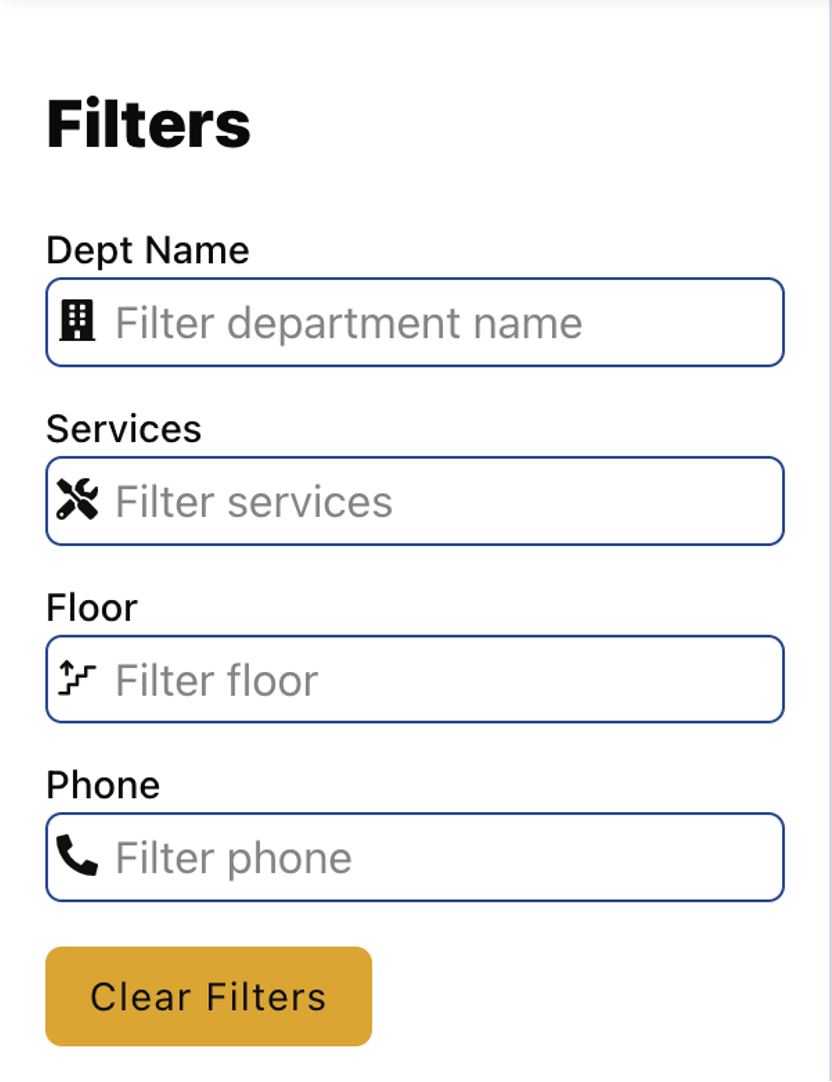 Filters
Dept Name
Filter department name
Services
Filter services
Floor
Filter floor
Phone
Filter phone
Clear Filters